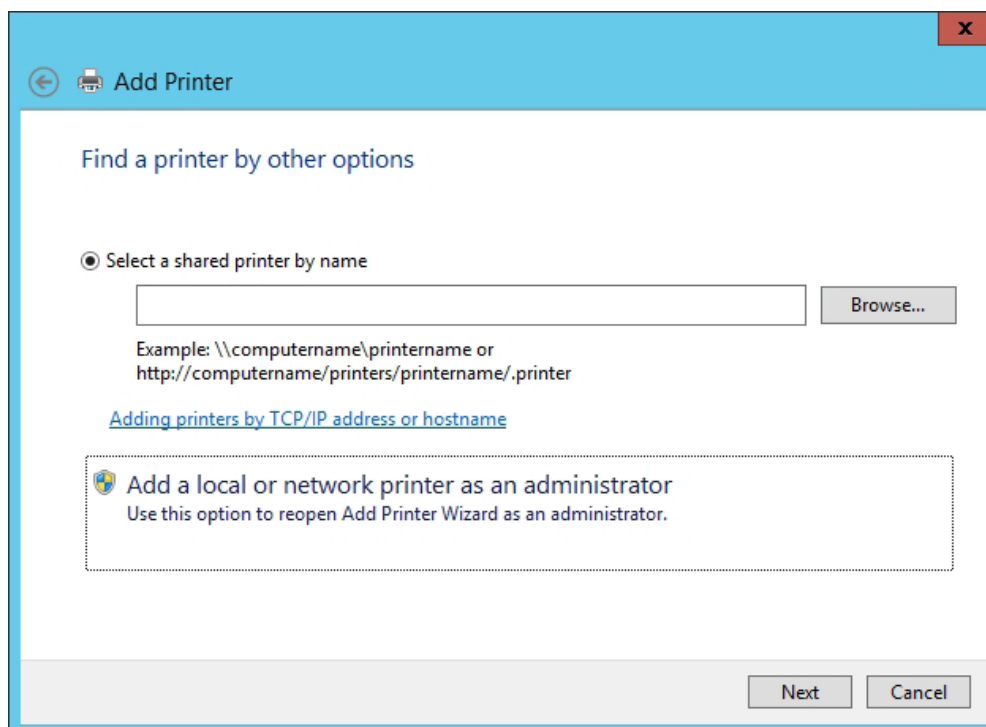 x
Add Printer
Find a printer by other options
Select a shared printer by name
Browse...
Example: \\computername\printername or
http://computername/printers/printername/.printer
Adding printers by TCP/IP address or hostname
Add a local or network printer as an administrator
Use this option to reopen Add Printer Wizard as an administrator.
Next
Cancel